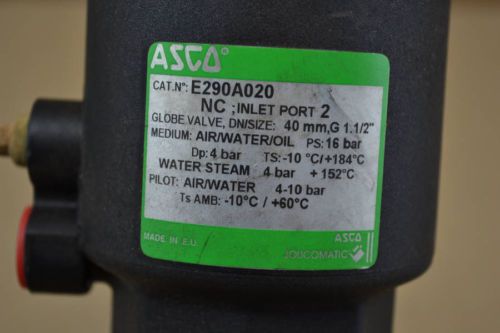 ASCO
CAT.Nº: E290A020
NC ; INLET PORT 2
GLOBE VALVE, DN/SIZE: 40 mm,G 1.1/2"
MEDIUM: AIR/WATER/OIL PS: 16 bar
Dp: 4 bar TS: -10 °C/+184°C
WATER STEAM 4 bar + 152°C
PILOT: AIR/WATER 4-10 bar
Ts AMB: -10°C / +60°C
MADE IN E.U.
ASCO
JOUCOMATIC